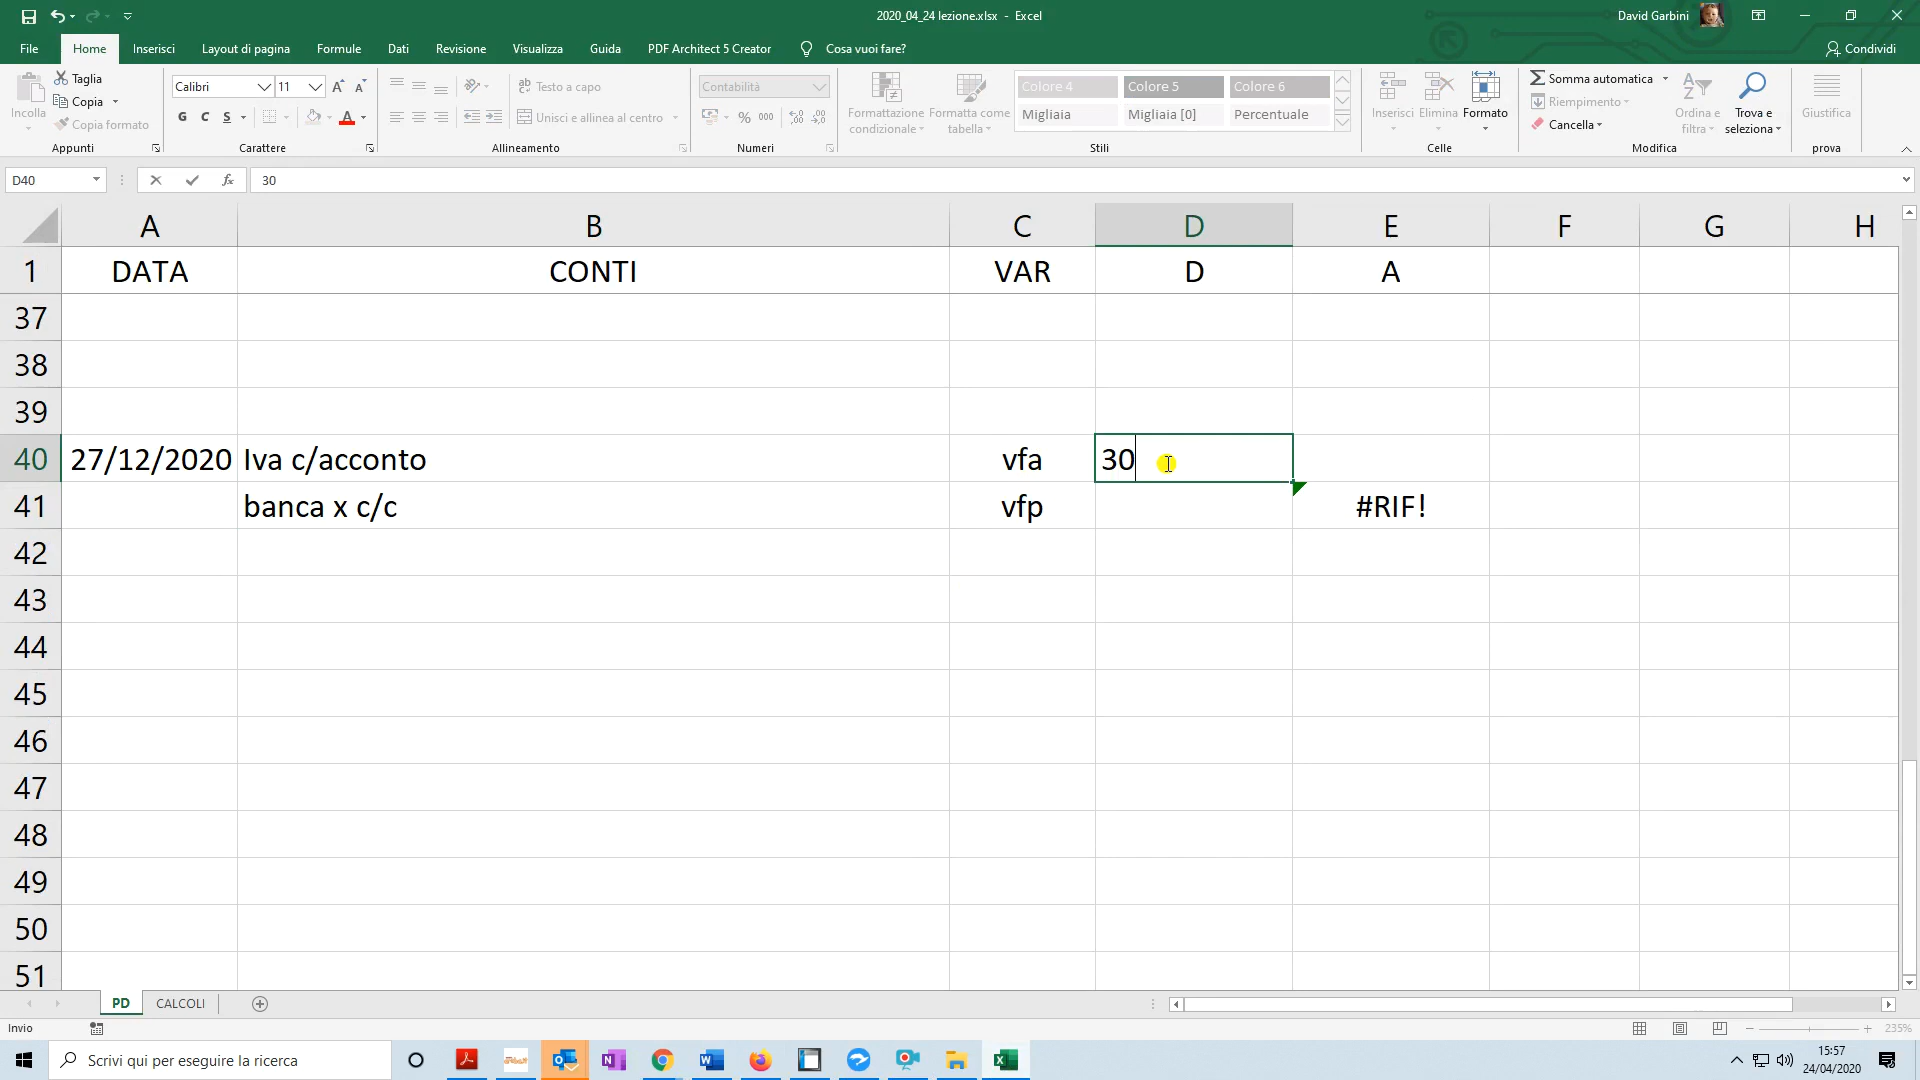 2020_04_24 lezione.xlsx - Excel
David Garbini
File Home Inserisci Layout di pagina Formule Dati Revisione Visualizza Guida PDF Architect 5 Creator Cosa vuoi fare? Condividi
Incolla
Taglia
Copia
Copia formato
Appunti
Calibri 11
G C S
Carattere
Testo a capo
Unisci e allinea al centro
Allineamento
Contabilità
% 000
Numeri
Formattazione condizionale
Formatta come tabella
Colore 4 Colore 5 Colore 6
Migliaia Migliaia [0] Percentuale
Stili
Inserisci Elimina Formato
Celle
Somma automatica
Riempimento
Cancella
Ordina e filtra
Trova e seleziona
Modifica
Giustifica
prova
D40 fx 30
A B C D E F G H
1 DATA CONTI VAR D A
37
38
39
40 27/12/2020 Iva c/acconto vfa 30
41 banca x c/c vfp #RIF!
42
43
44
45
46
47
48
49
50
51
PD CALCOLI
Invio 235%
Scrivi qui per eseguire la ricerca
15:57
24/04/2020